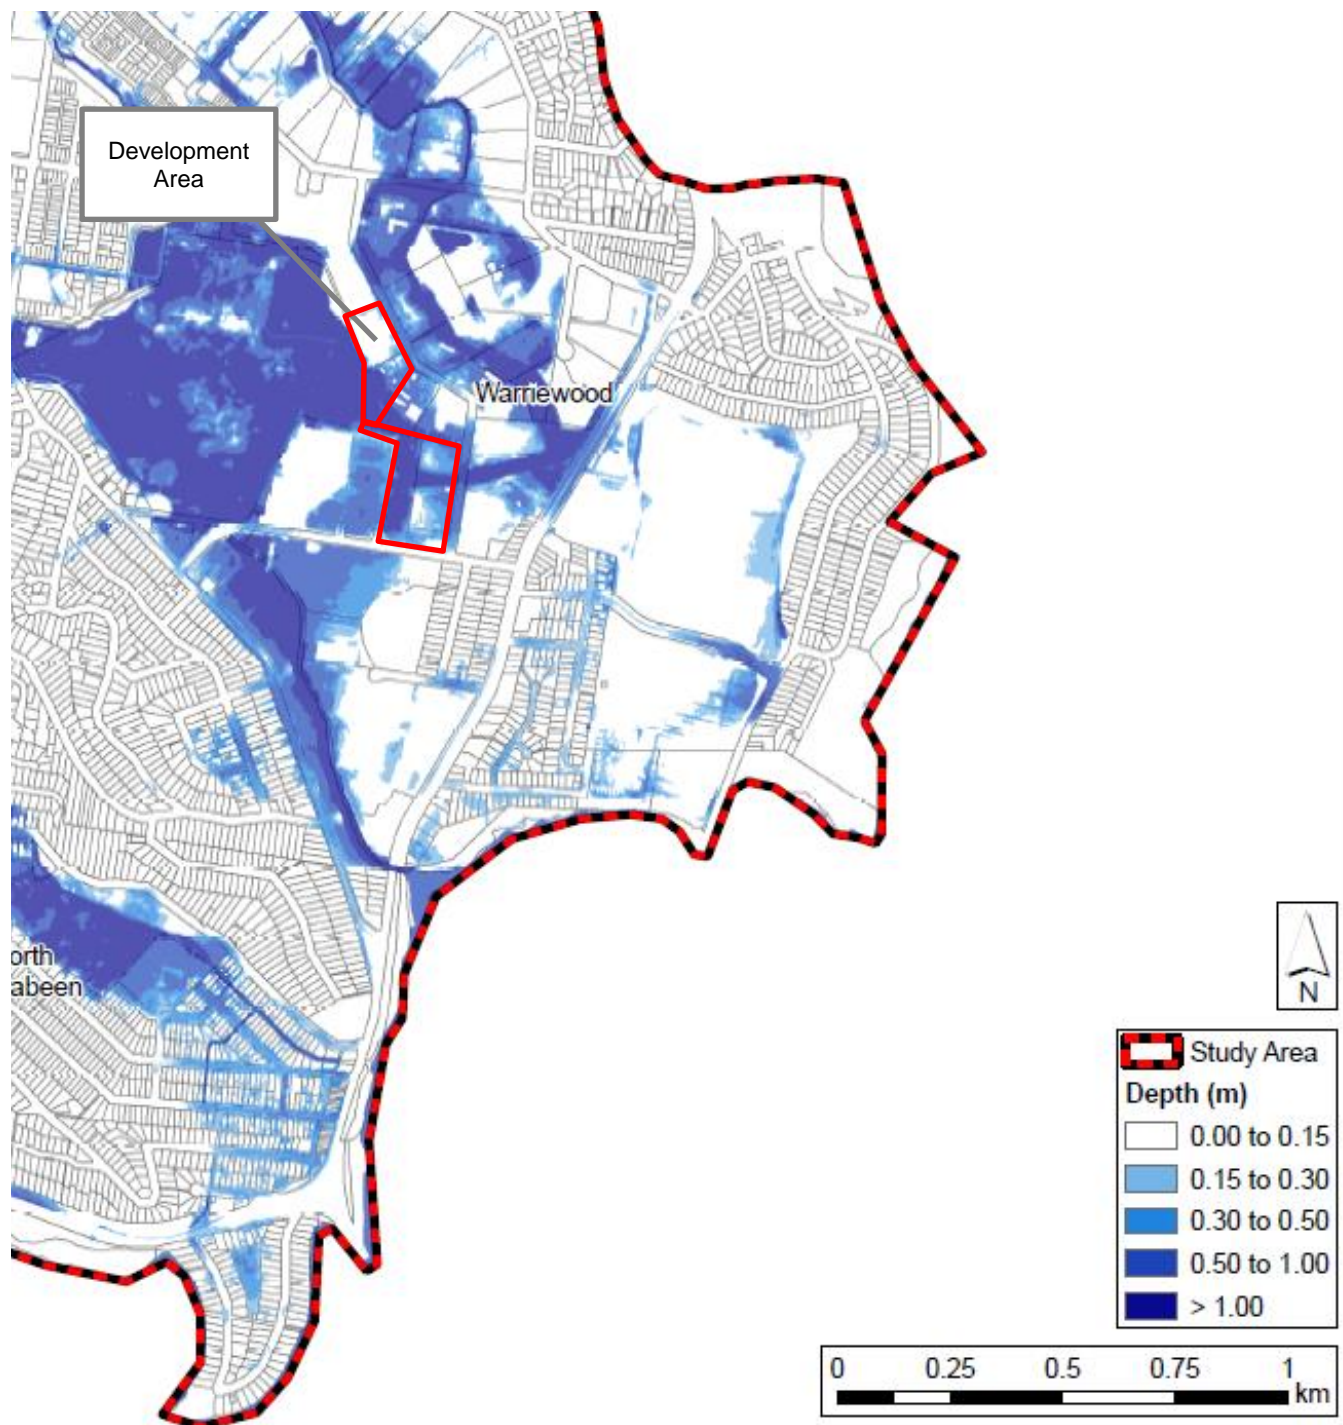 Development
Area
Warriewood
orth
abeen
N
Study Area
Depth (m)
0.00 to 0.15
0.15 to 0.30
0.30 to 0.50
0.50 to 1.00
> 1.00
0 0.25 0.5 0.75 1
km